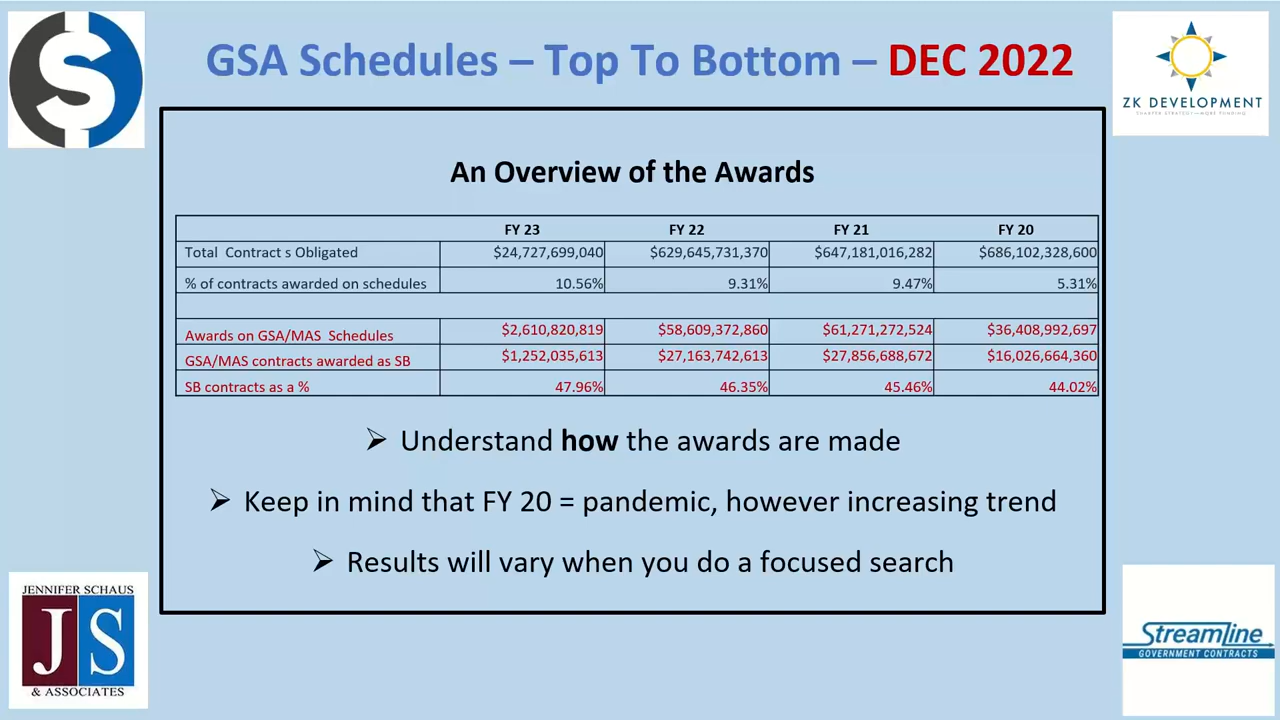 GSA Schedules – Top To Bottom – DEC 2022
ZK DEVELOPMENT
CHARTER STRATEGY—MORE FUNDING
An Overview of the Awards
FY 23 FY 22 FY 21 FY 20
Total Contract s Obligated $24,727,699,040 $629,645,731,370 $647,181,016,282 $686,102,328,600
% of contracts awarded on schedules 10.56% 9.31% 9.47% 5.31%
Awards on GSA/MAS Schedules $2,610,820,819 $58,609,372,860 $61,271,272,524 $36,408,992,697
GSA/MAS contracts awarded as SB $1,252,035,613 $27,163,742,613 $27,856,688,672 $16,026,664,360
SB contracts as a % 47.96% 46.35% 45.46% 44.02%
➢ Understand how the awards are made
➢ Keep in mind that FY 20 = pandemic, however increasing trend
➢ Results will vary when you do a focused search
JENNIFER SCHAUS
JS
& ASSOCIATES
Streamline
GOVERNMENT CONTRACTS